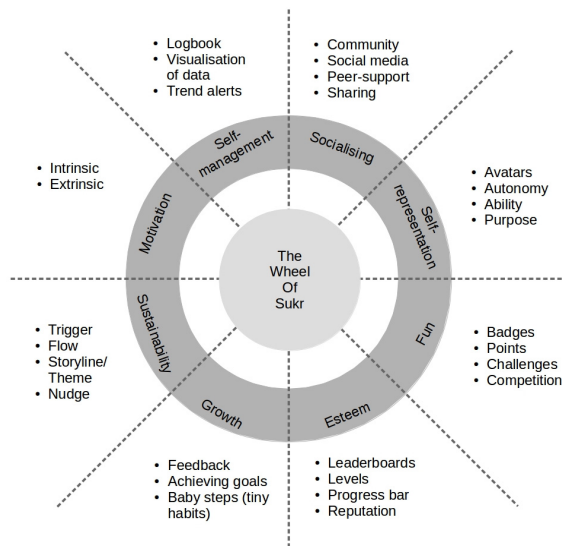 • Logbook
• Visualisation
of data
• Trend alerts
• Community
• Social media
• Peer-support
• Sharing
Self-
management
Socialising
• Intrinsic
• Extrinsic
Motivation
Self-
representation
• Avatars
• Autonomy
• Ability
• Purpose
The
Wheel
Of
Sukr
• Trigger
• Flow
• Storyline/
Theme
• Nudge
Sustainability
Fun
• Badges
• Points
• Challenges
• Competition
Growth
Esteem
• Feedback
• Achieving goals
• Baby steps (tiny
habits)
• Leaderboards
• Levels
• Progress bar
• Reputation